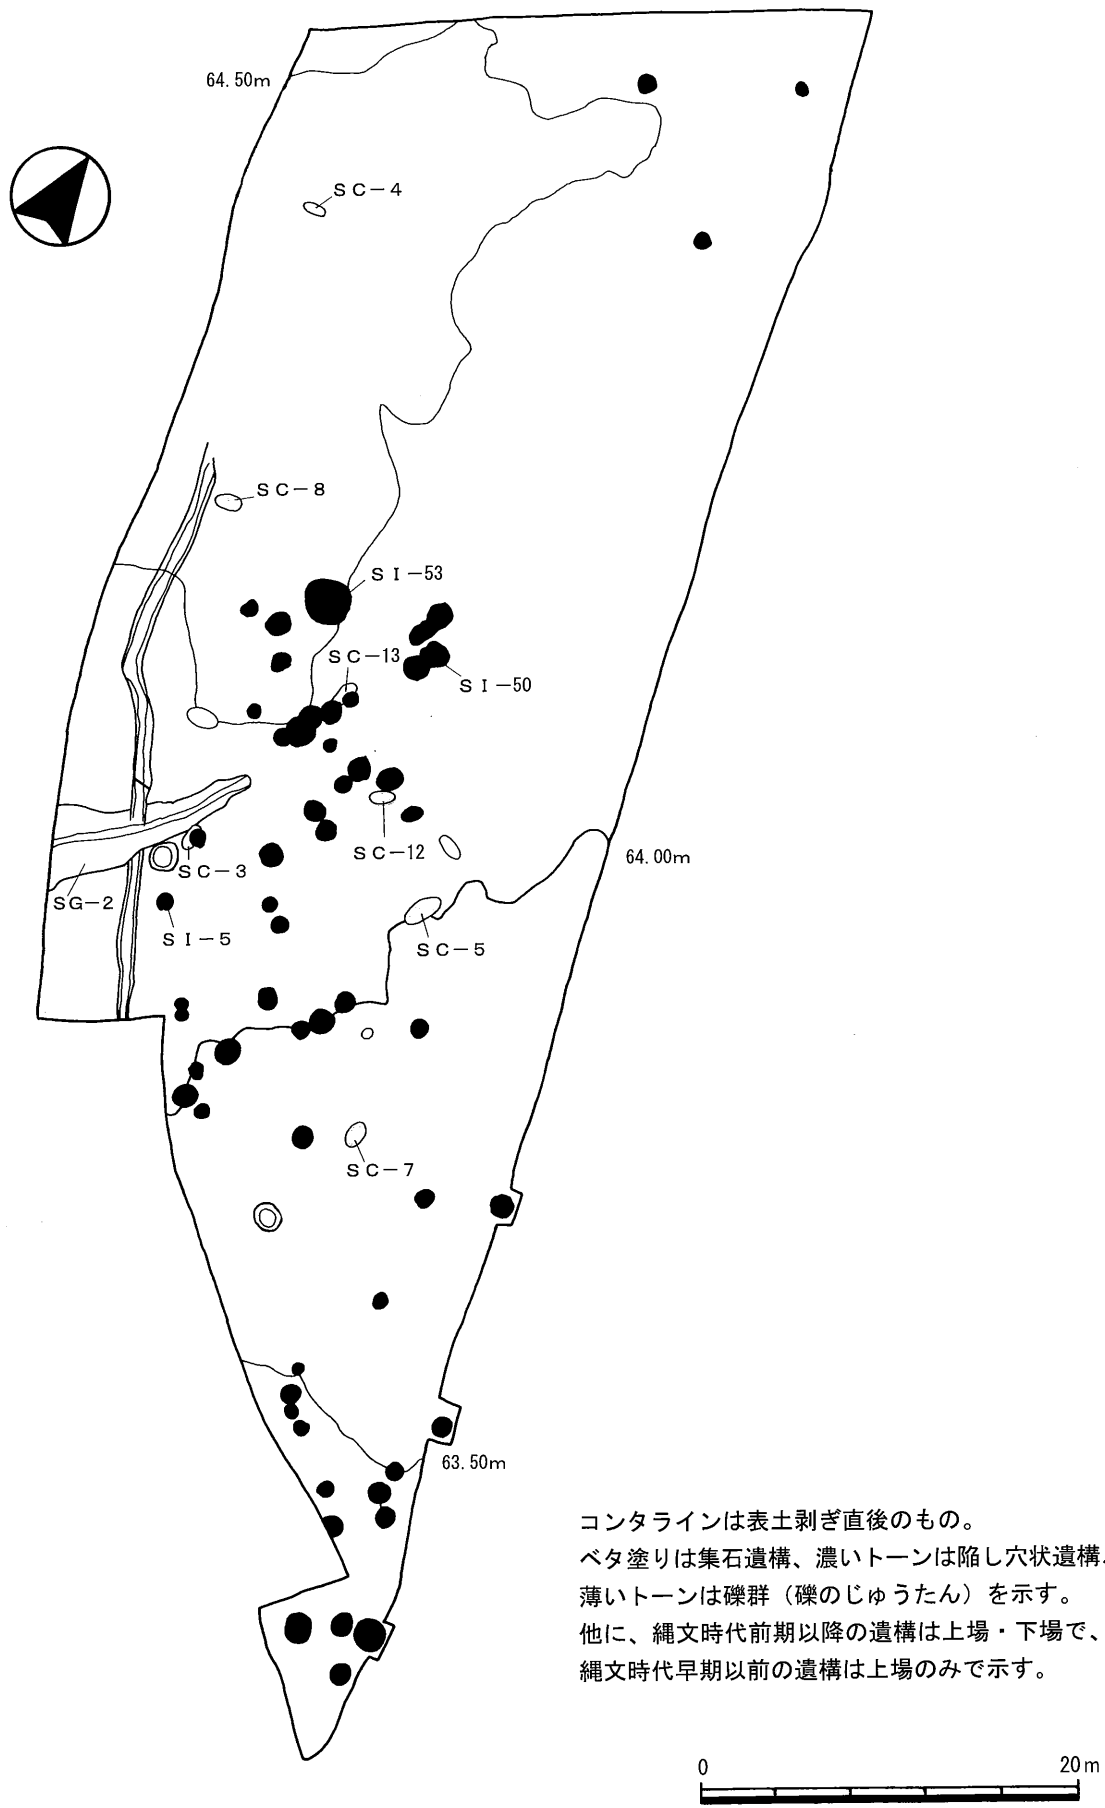 64.50m
SC-4
SC-8
SI-53
SC-13
SI-50
SC-12
64.00m
SC-3
SG-2
SI-5
SC-5
SC-7
63.50m
コンタラインは表土剥ぎ直後のもの。
ベタ塗りは集石遺構、濃いトーンは陥し穴状遺構、
薄いトーンは礫群（礫のじゅうたん）を示す。
他に、縄文時代前期以降の遺構は上場・下場で、
縄文時代早期以前の遺構は上場のみで示す。
0 20m